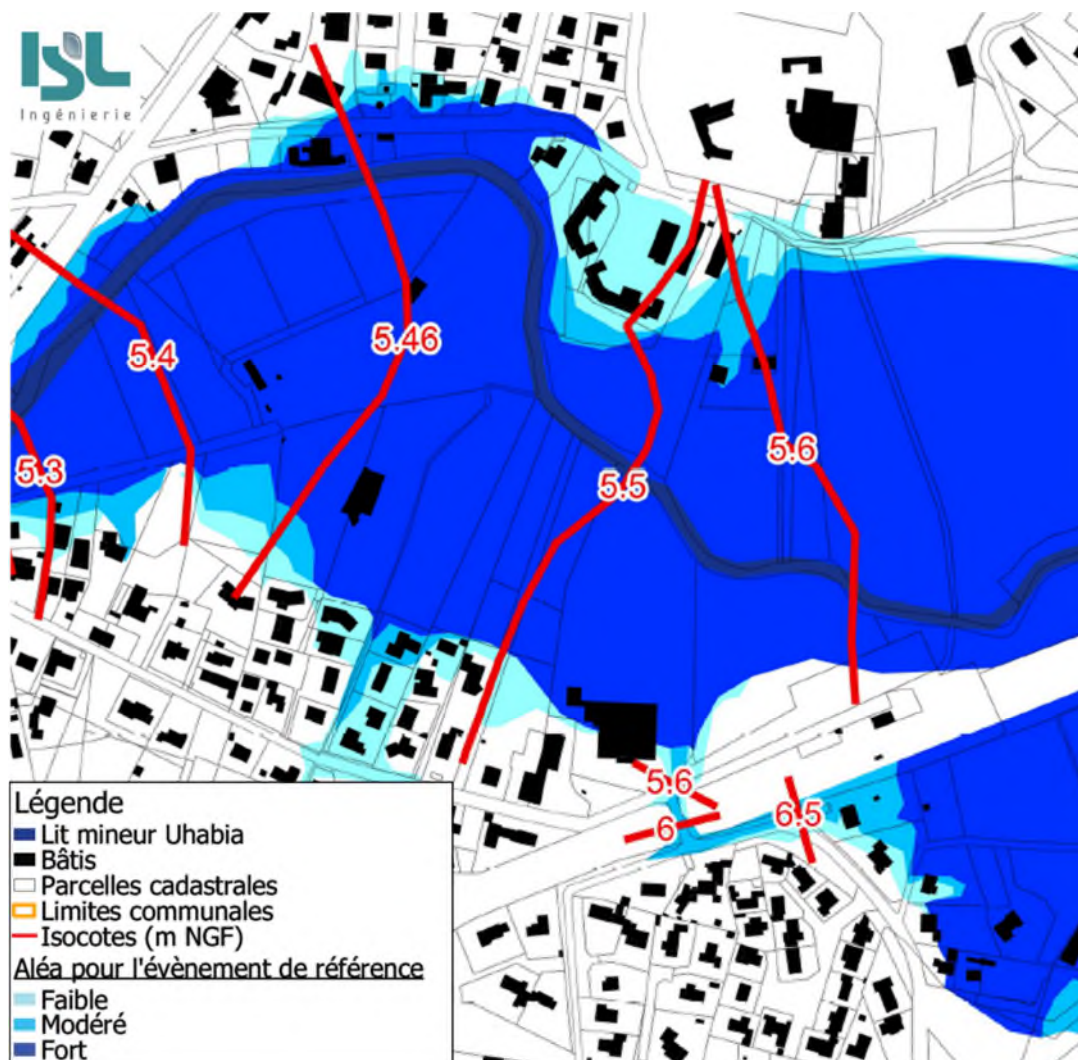 ISL
Ingénierie
5.4
5.46
5.3
5.5
5.6
5.6
6
6.5
Légende
Lit mineur Uhabia
Bâtis
Parcelles cadastrales
Limites communales
Isocotes (m NGF)
Aléa pour l'évènement de référence
Faible
Modéré
Fort